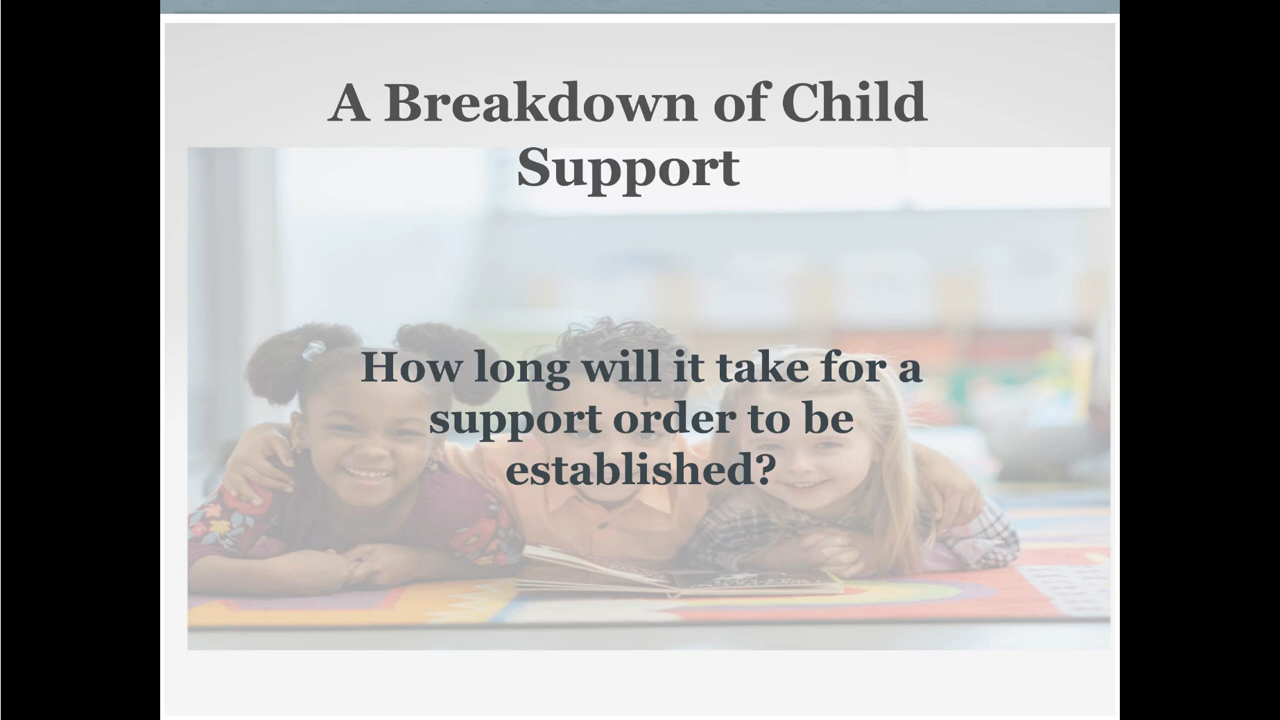 A Breakdown of Child
Support
How long will it take for a
support order to be
established?